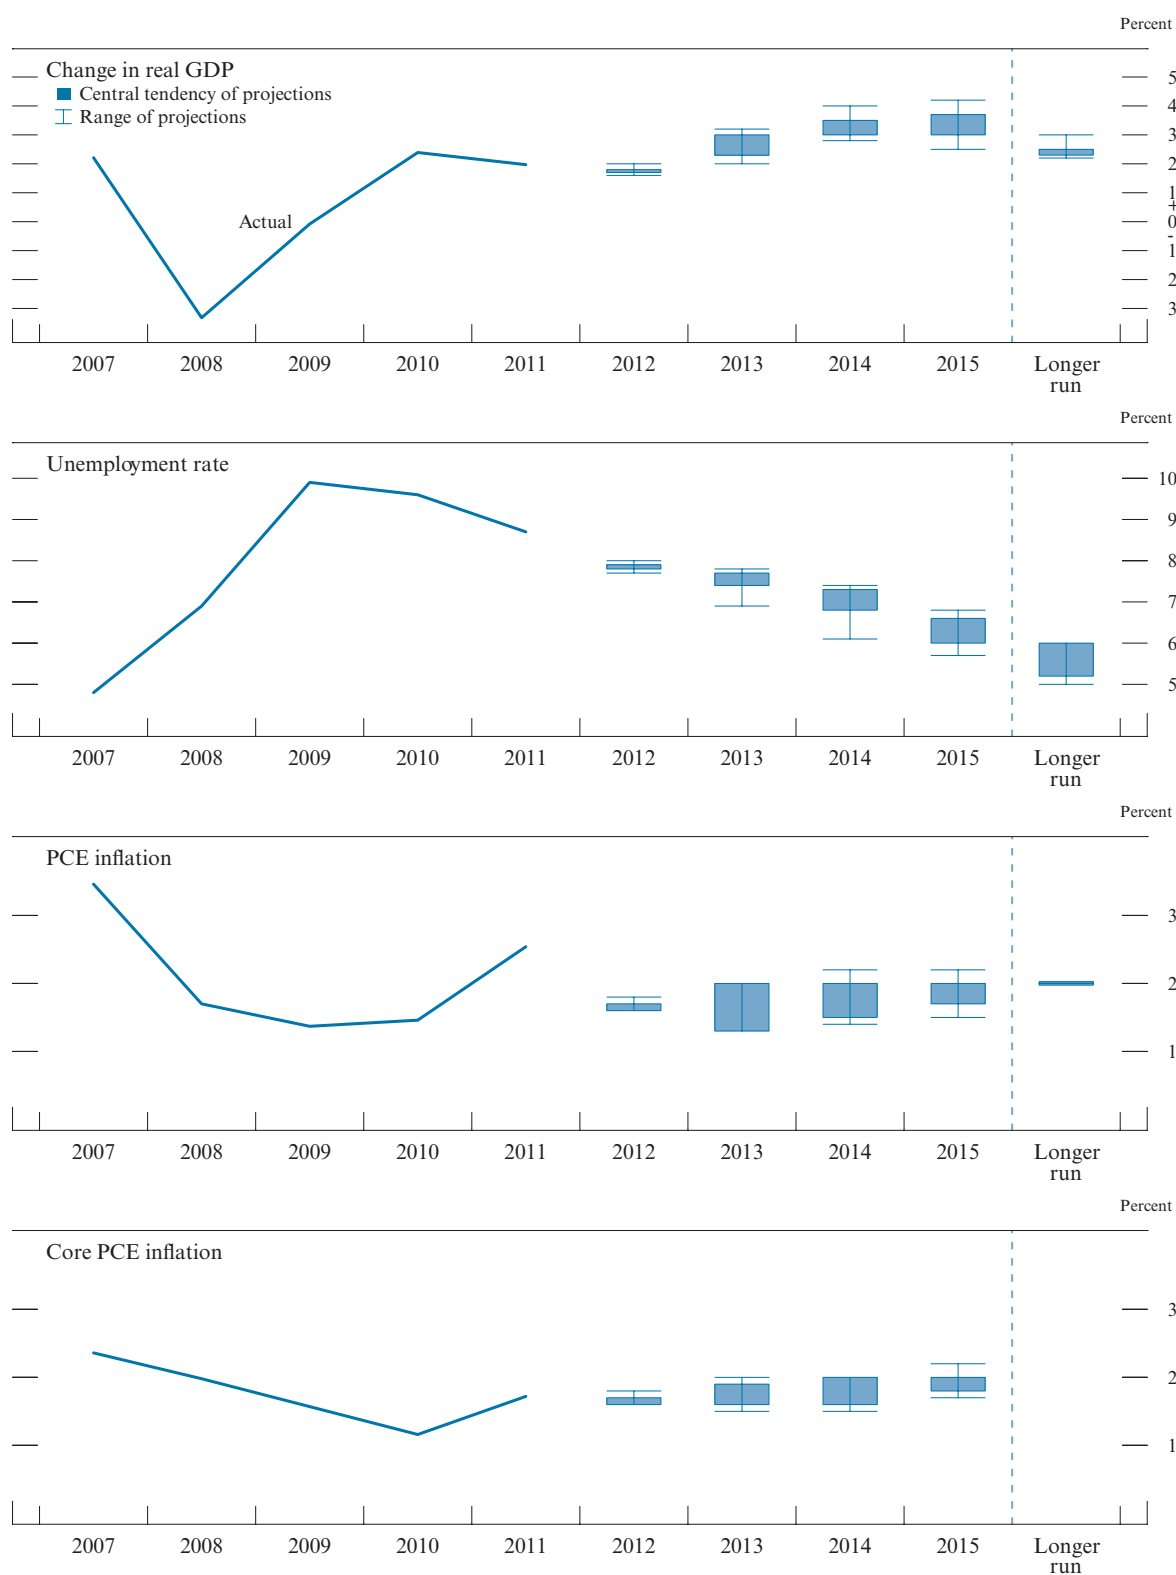 Percent
Change in real GDP
Central tendency of projections
Range of projections
Actual
5
4
3
2
1
+
0
-
1
2
3
2007 2008 2009 2010 2011 2012 2013 2014 2015 Longer
run
Percent
Unemployment rate
10
9
8
7
6
5
2007 2008 2009 2010 2011 2012 2013 2014 2015 Longer
run
Percent
PCE inflation
3
2
1
2007 2008 2009 2010 2011 2012 2013 2014 2015 Longer
run
Percent
Core PCE inflation
3
2
1
2007 2008 2009 2010 2011 2012 2013 2014 2015 Longer
run